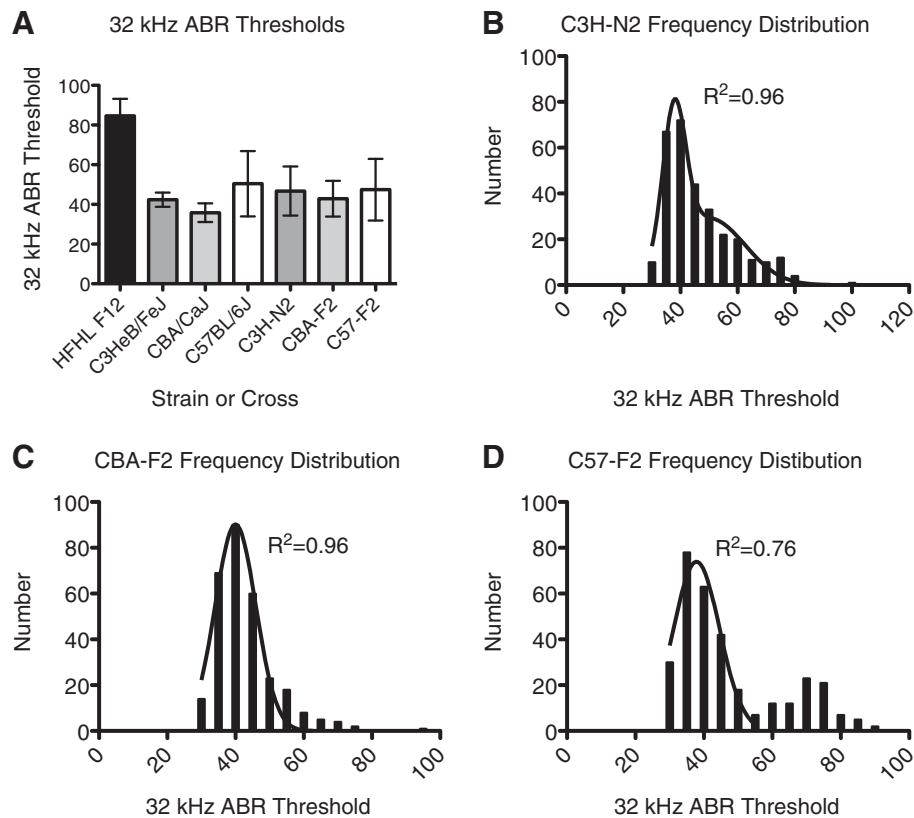 A
32 kHz ABR Thresholds
32 kHz ABR Threshold
100
80
60
40
20
0
HFHL F12
C3HeB/FeJ
CBA/CaJ
C57BL/6J
C3H-N2
CBA-F2
C57-F2
Strain or Cross
B
C3H-N2 Frequency Distribution
Number
100
80
60
40
20
0
R²=0.96
0
20
40
60
80
100
120
32 kHz ABR Threshold
C
CBA-F2 Frequency Distribution
Number
100
80
60
40
20
0
R²=0.96
0
20
40
60
80
100
32 kHz ABR Threshold
D
C57-F2 Frequency Distibution
Number
100
80
60
40
20
0
R²=0.76
0
20
40
60
80
100
32 kHz ABR Threshold